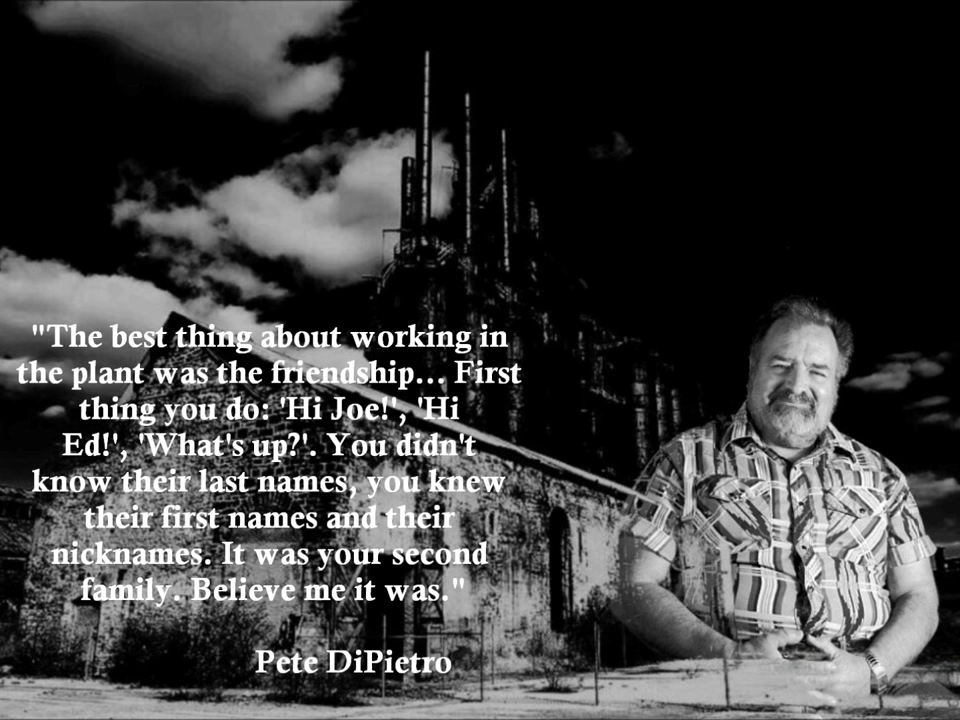 "The best thing about working in
the plant was the friendship... First
thing you do: 'Hi Joe!', 'Hi
Ed!', 'What's up?'. You didn't
know their last names, you knew
their first names and their
nicknames. It was your second
family. Believe me it was."
Pete DiPietro